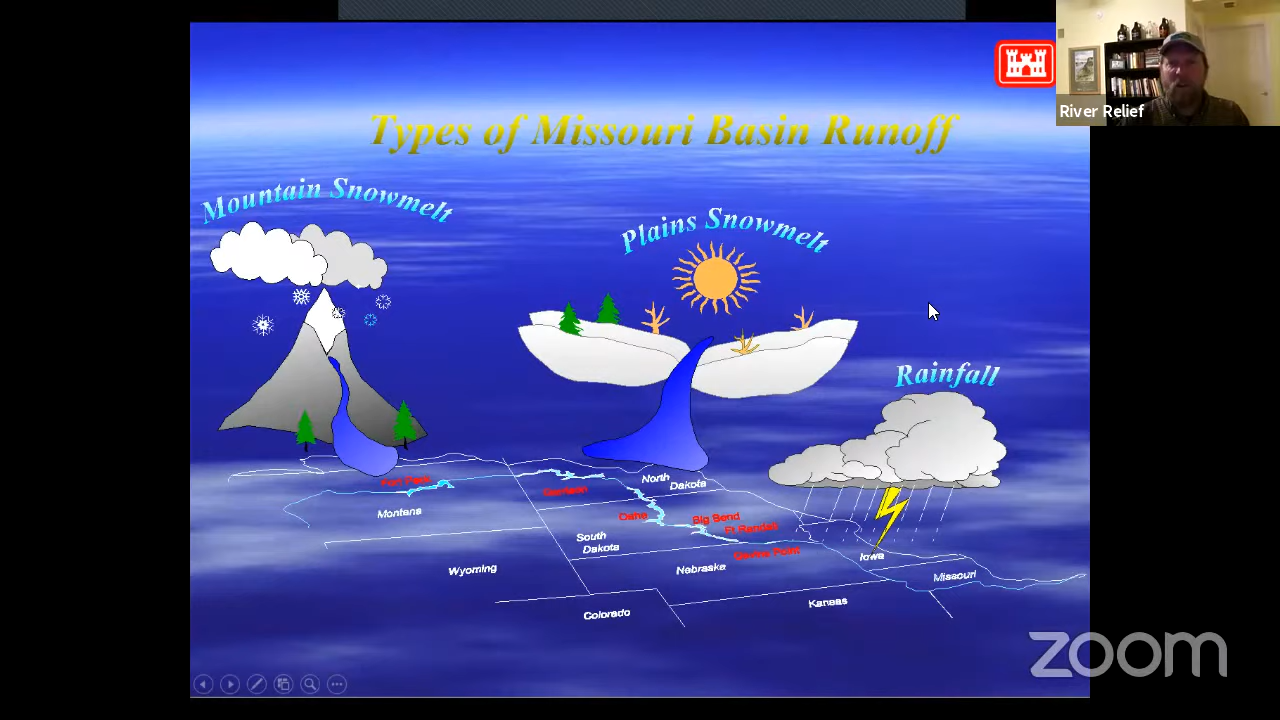 River Relief
Types of Missouri Basin Runoff
Mountain Snowmelt
Plains Snowmelt
Rainfall
Fort Peck
Garrison
North
Dakota
Montana
Oahe
Big Bend
Ft Randall
South
Dakota
Gavins Point
Iowa
Wyoming
Nebraska
Missouri
Colorado
Kansas
zoom